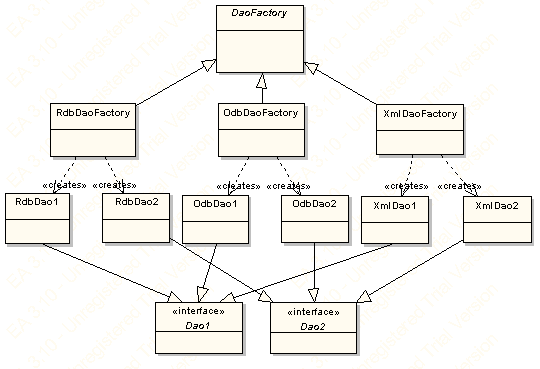 DaoFactory
RdbDaoFactory
OdbDaoFactory
XmlDaoFactory
«creates» «creates»
«creates» «creates»
«creates» «creates»
RdbDao1
RdbDao2
OdbDao1
OdbDao2
XmlDao1
XmlDao2
«interface»
Dao1
«interface»
Dao2